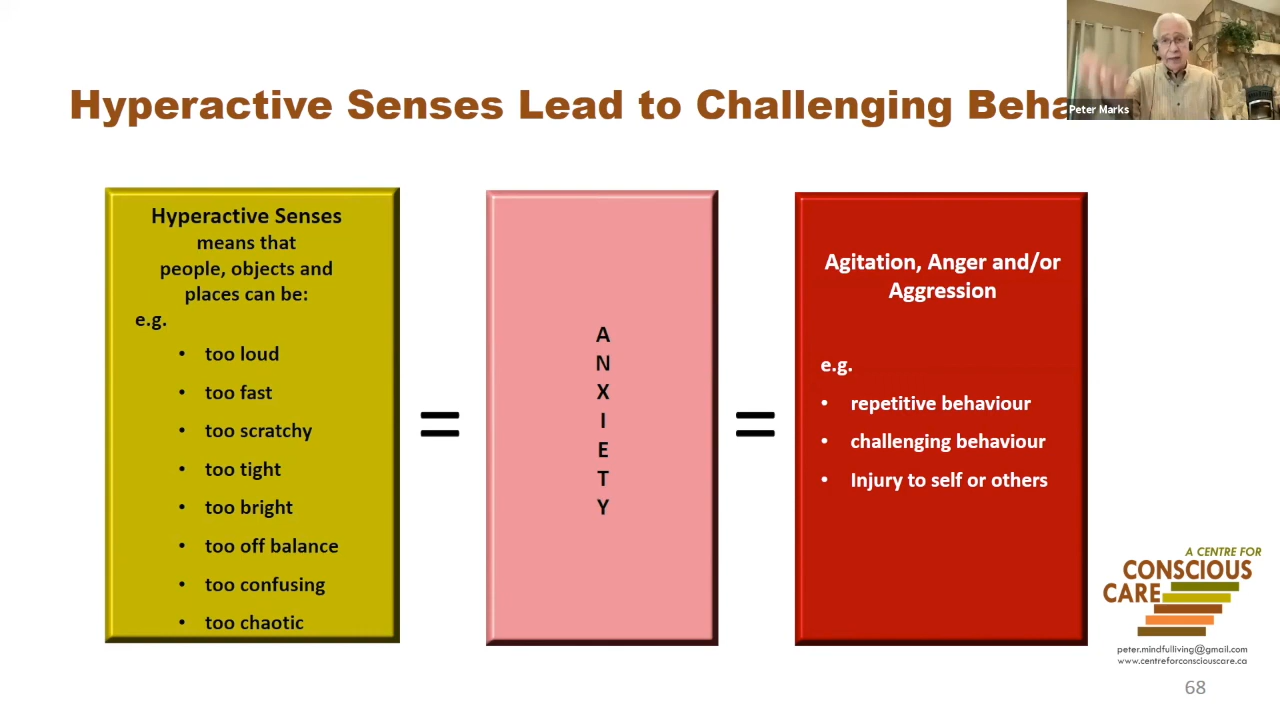 Hyperactive Senses Lead to Challenging Beha
Peter Marks
Hyperactive Senses
means that
people, objects and
places can be:
e.g.
• too loud
• too fast
• too scratchy
• too tight
• too bright
• too off balance
• too confusing
• too chaotic
=
A
N
X
I
E
T
Y
=
Agitation, Anger and/or
Aggression
e.g.
• repetitive behaviour
• challenging behaviour
• Injury to self or others
A CENTRE FOR
CONSCIOUS
CARE
peter.mindfulliving@gmail.com
www.centreforconsciouscare.ca
68